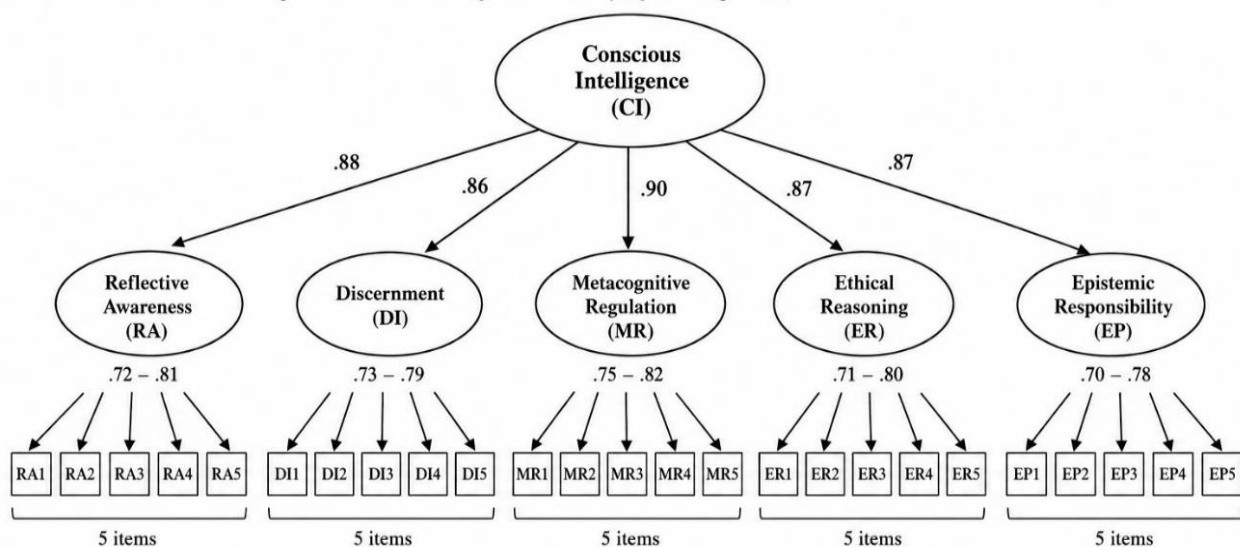 Conscious
Intelligence
(CI)
.88
.86
.90
.87
.87
Reflective
Awareness
(RA)
Discernment
(DI)
Metacognitive
Regulation
(MR)
Ethical
Reasoning
(ER)
Epistemic
Responsibility
(EP)
.72 – .81
.73 – .79
.75 – .82
.71 – .80
.70 – .78
RA1 RA2 RA3 RA4 RA5
DI1 DI2 DI3 DI4 DI5
MR1 MR2 MR3 MR4 MR5
ER1 ER2 ER3 ER4 ER5
EP1 EP2 EP3 EP4 EP5
5 items
5 items
5 items
5 items
5 items